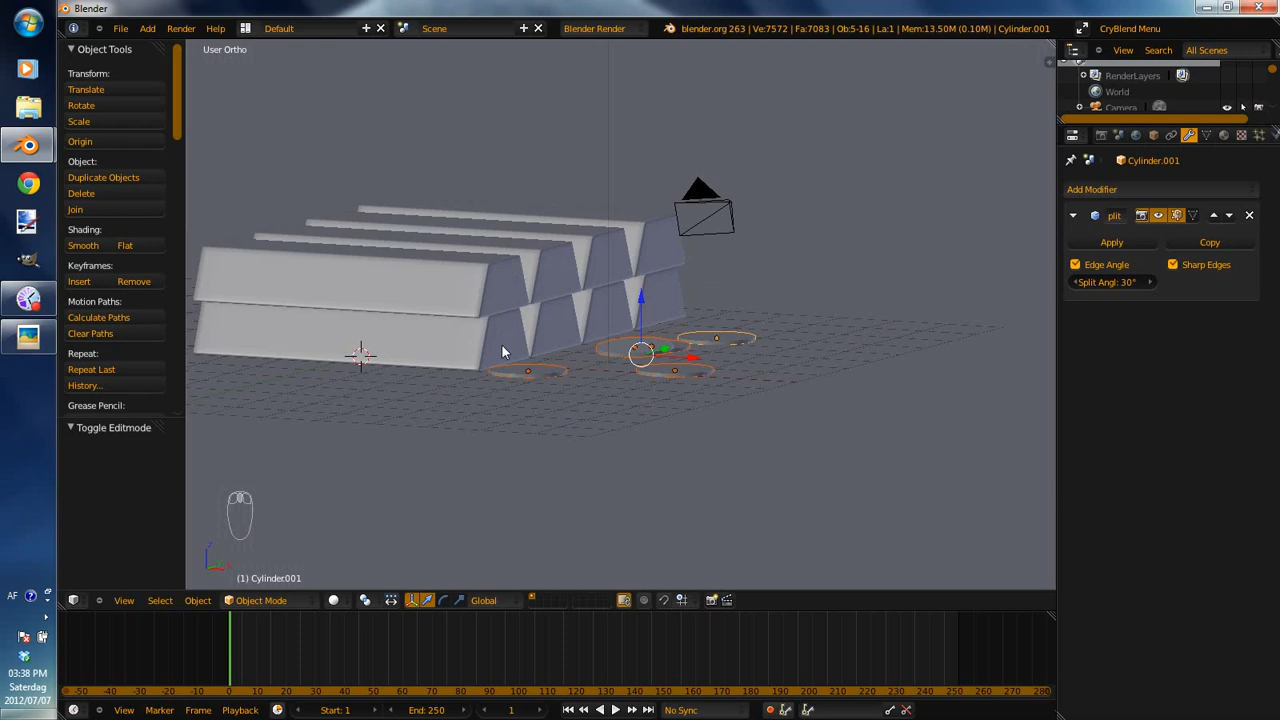 Blender
File Add Render Help
Default
Scene
Blender Render
blender.org 263 | Ve:7572 | Fa:7083 | Ob:5-16 | La:1 | Mem:13.50M (0.10M) | Cylinder.001
CryBlend Menu
Object Tools
User Ortho
View Search All Scenes
Transform:
Translate
Rotate
Scale
Origin
Object:
Duplicate Objects
Delete
Join
Shading:
Smooth Flat
Keyframes:
Insert Remove
Motion Paths:
Calculate Paths
Clear Paths
Repeat:
Repeat Last
History...
Grease Pencil:
Toggle Editmode
RenderLayers
World
Camera
Cylinder.001
Add Modifier
plit
Apply Copy
Edge Angle Sharp Edges
Split Angl: 30°
z
(1) Cylinder.001
View Select Object Object Mode Global
-50 -40 -30 -20 -10 0 10 20 30 40 50 60 70 80 90 100 110 120 130 140 150 160 170 180 190 200 210 220 230 240 250 260 270 280
View Marker Frame Playback Start: 1 End: 250 1 No Sync
AF
03:38 PM
Saterdag
2012/07/07